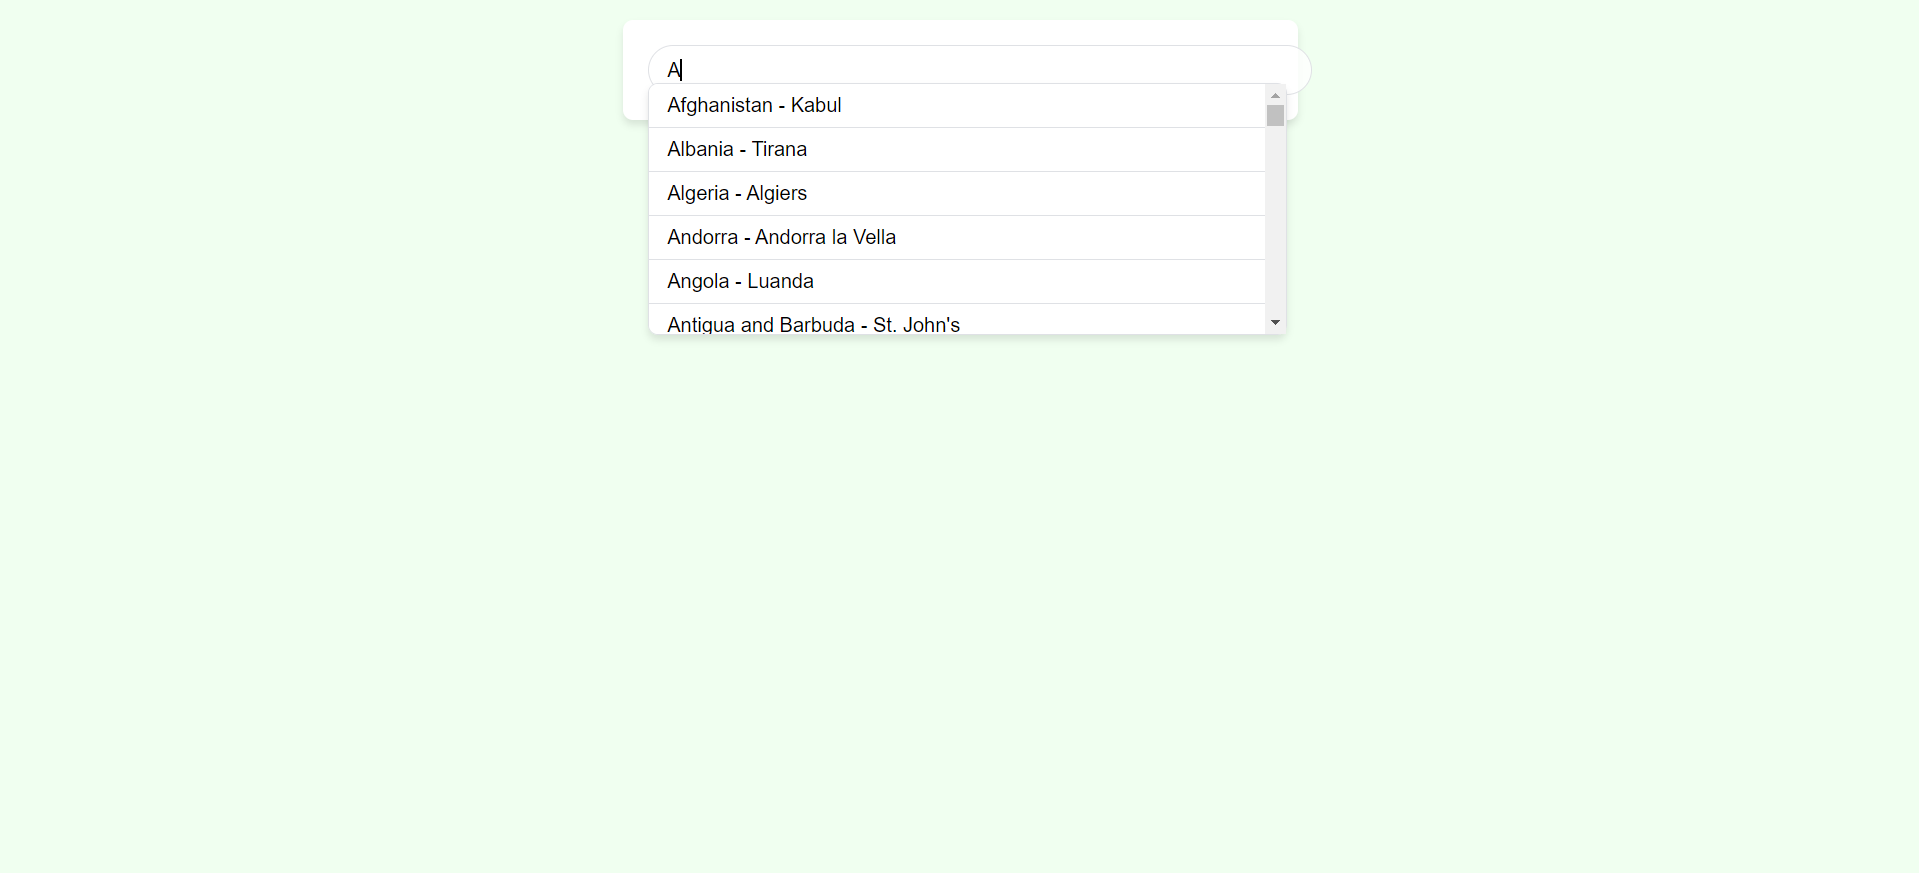 A
Afghanistan - Kabul
Albania - Tirana
Algeria - Algiers
Andorra - Andorra la Vella
Angola - Luanda
Antigua and Barbuda - St. John's